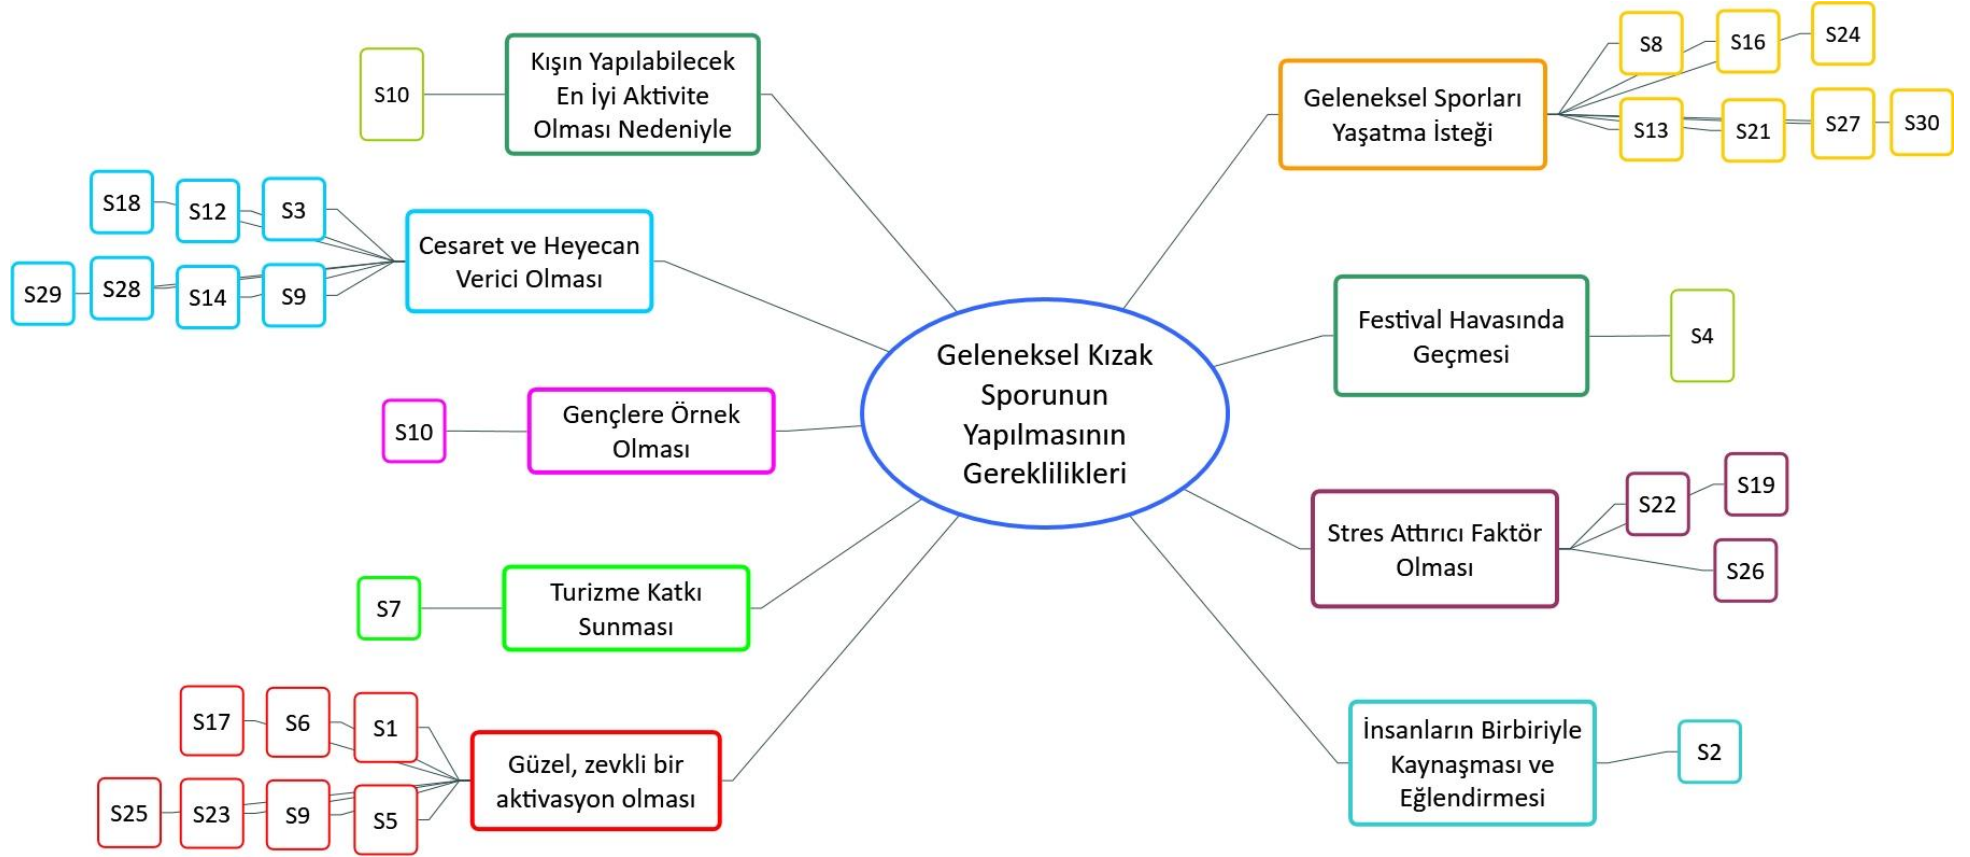 Kışın Yapılabilecek
En İyi Aktivite
Olması Nedeniyle
S10
Cesaret ve Heyecan
Verici Olması
S18
S12
S3
S29
S28
S14
S9
Gençlere Örnek
Olması
S10
Turizme Katkı
Sunması
S7
Güzel, zevkli bir
aktivasyon olması
S17
S6
S1
S25
S23
S9
S5
Geleneksel Kızak
Sporunun
Yapılmasının
Gereklilikleri
Geleneksel Sporları
Yaşatma İsteği
S8
S16
S24
S13
S21
S27
S30
Festival Havasında
Geçmesi
S4
Stres Attırıcı Faktör
Olması
S22
S19
S26
İnsanların Birbiriyle
Kaynaşması ve
Eğlendirmesi
S2